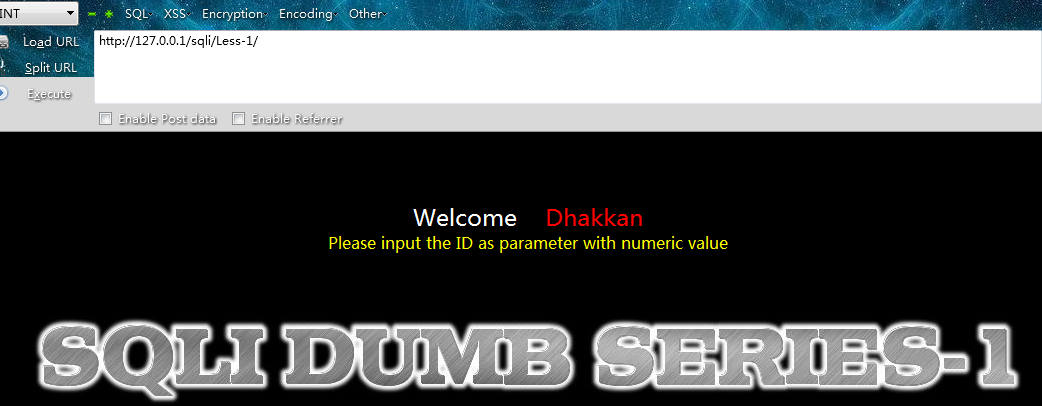 INT SQL XSS Encryption Encoding Other
Load URL http://127.0.0.1/sqli/Less-1/
Split URL
Execute
Enable Post data Enable Referrer
Welcome Dhakkan
Please input the ID as parameter with numeric value
SQLI DUMB SERIES-1